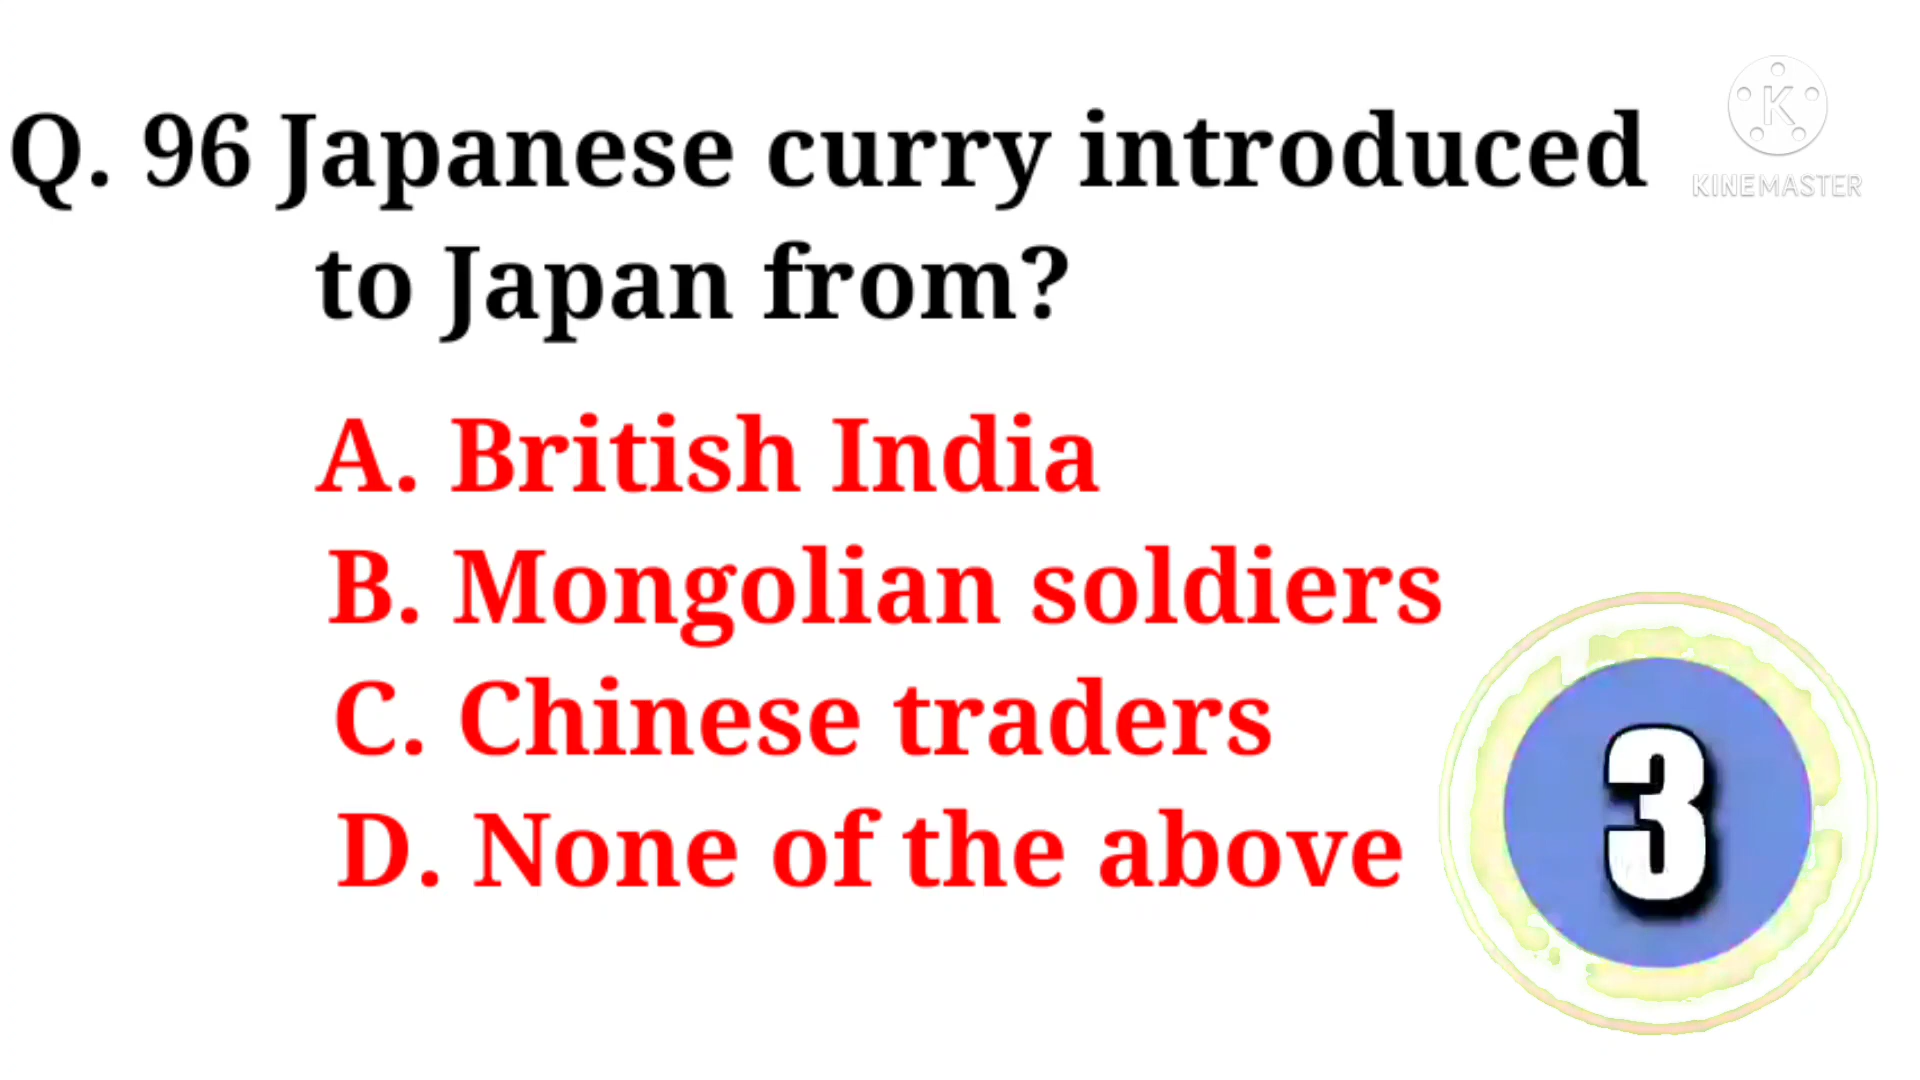 Q. 96 Japanese curry introduced
to Japan from?
A. British India
B. Mongolian soldiers
C. Chinese traders
D. None of the above
3
K
KINEMASTER